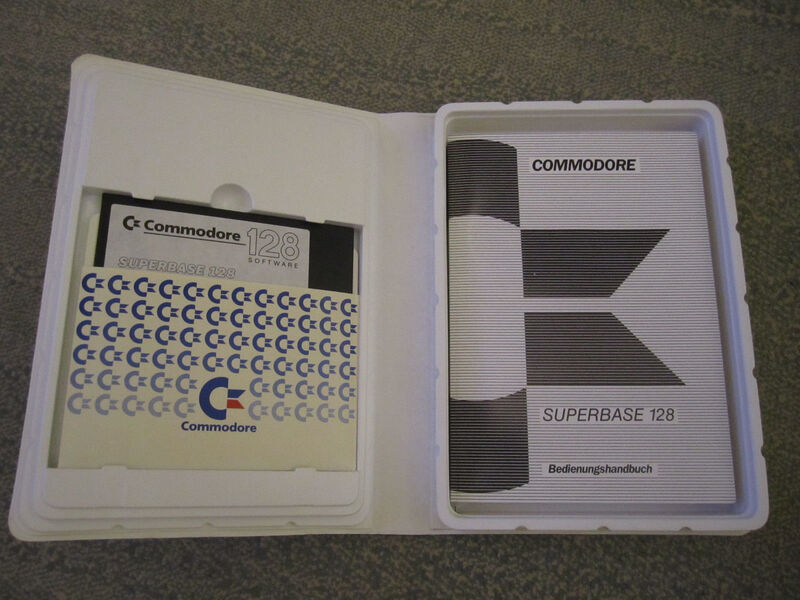 Commodore 128
SOFTWARE
SUPERBASE 128
Commodore
COMMODORE
SUPERBASE 128
Bedienungshandbuch